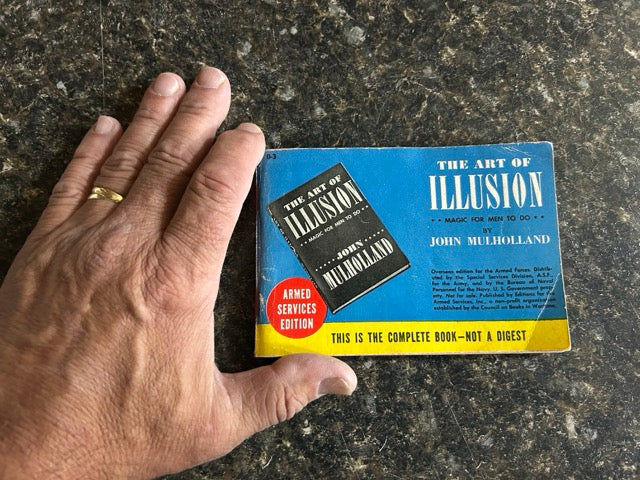 D-3
THE ART OF
ILLUSION
• • MAGIC FOR MEN TO DO • •
BY
JOHN MULHOLLAND
THE ART OF
ILLUSION
MAGIC FOR MEN TO DO
JOHN
MULHOLLAND
Overseas edition for the Armed Forces. Distrib-
uted by the Special Services Division, A.S.F.,
for the Army, and by the Bureau of Naval
Personnel for the Navy. U. S. Government prop-
erty. Not for sale. Published by Editions for the
Armed Services, Inc., a non-profit organization
established by the Council on Books in Wartime.
ARMED
SERVICES
EDITION
THIS IS THE COMPLETE BOOK—NOT A DIGEST